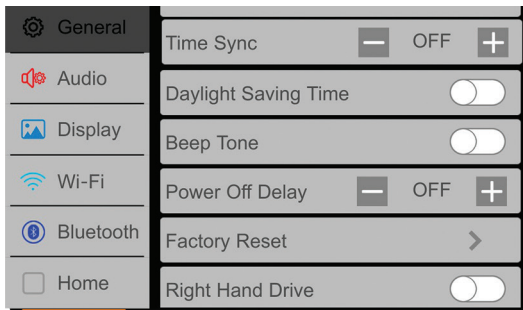 General
Audio
Display
Wi-Fi
Bluetooth
Home
Time Sync OFF
Daylight Saving Time
Beep Tone
Power Off Delay OFF
Factory Reset
Right Hand Drive